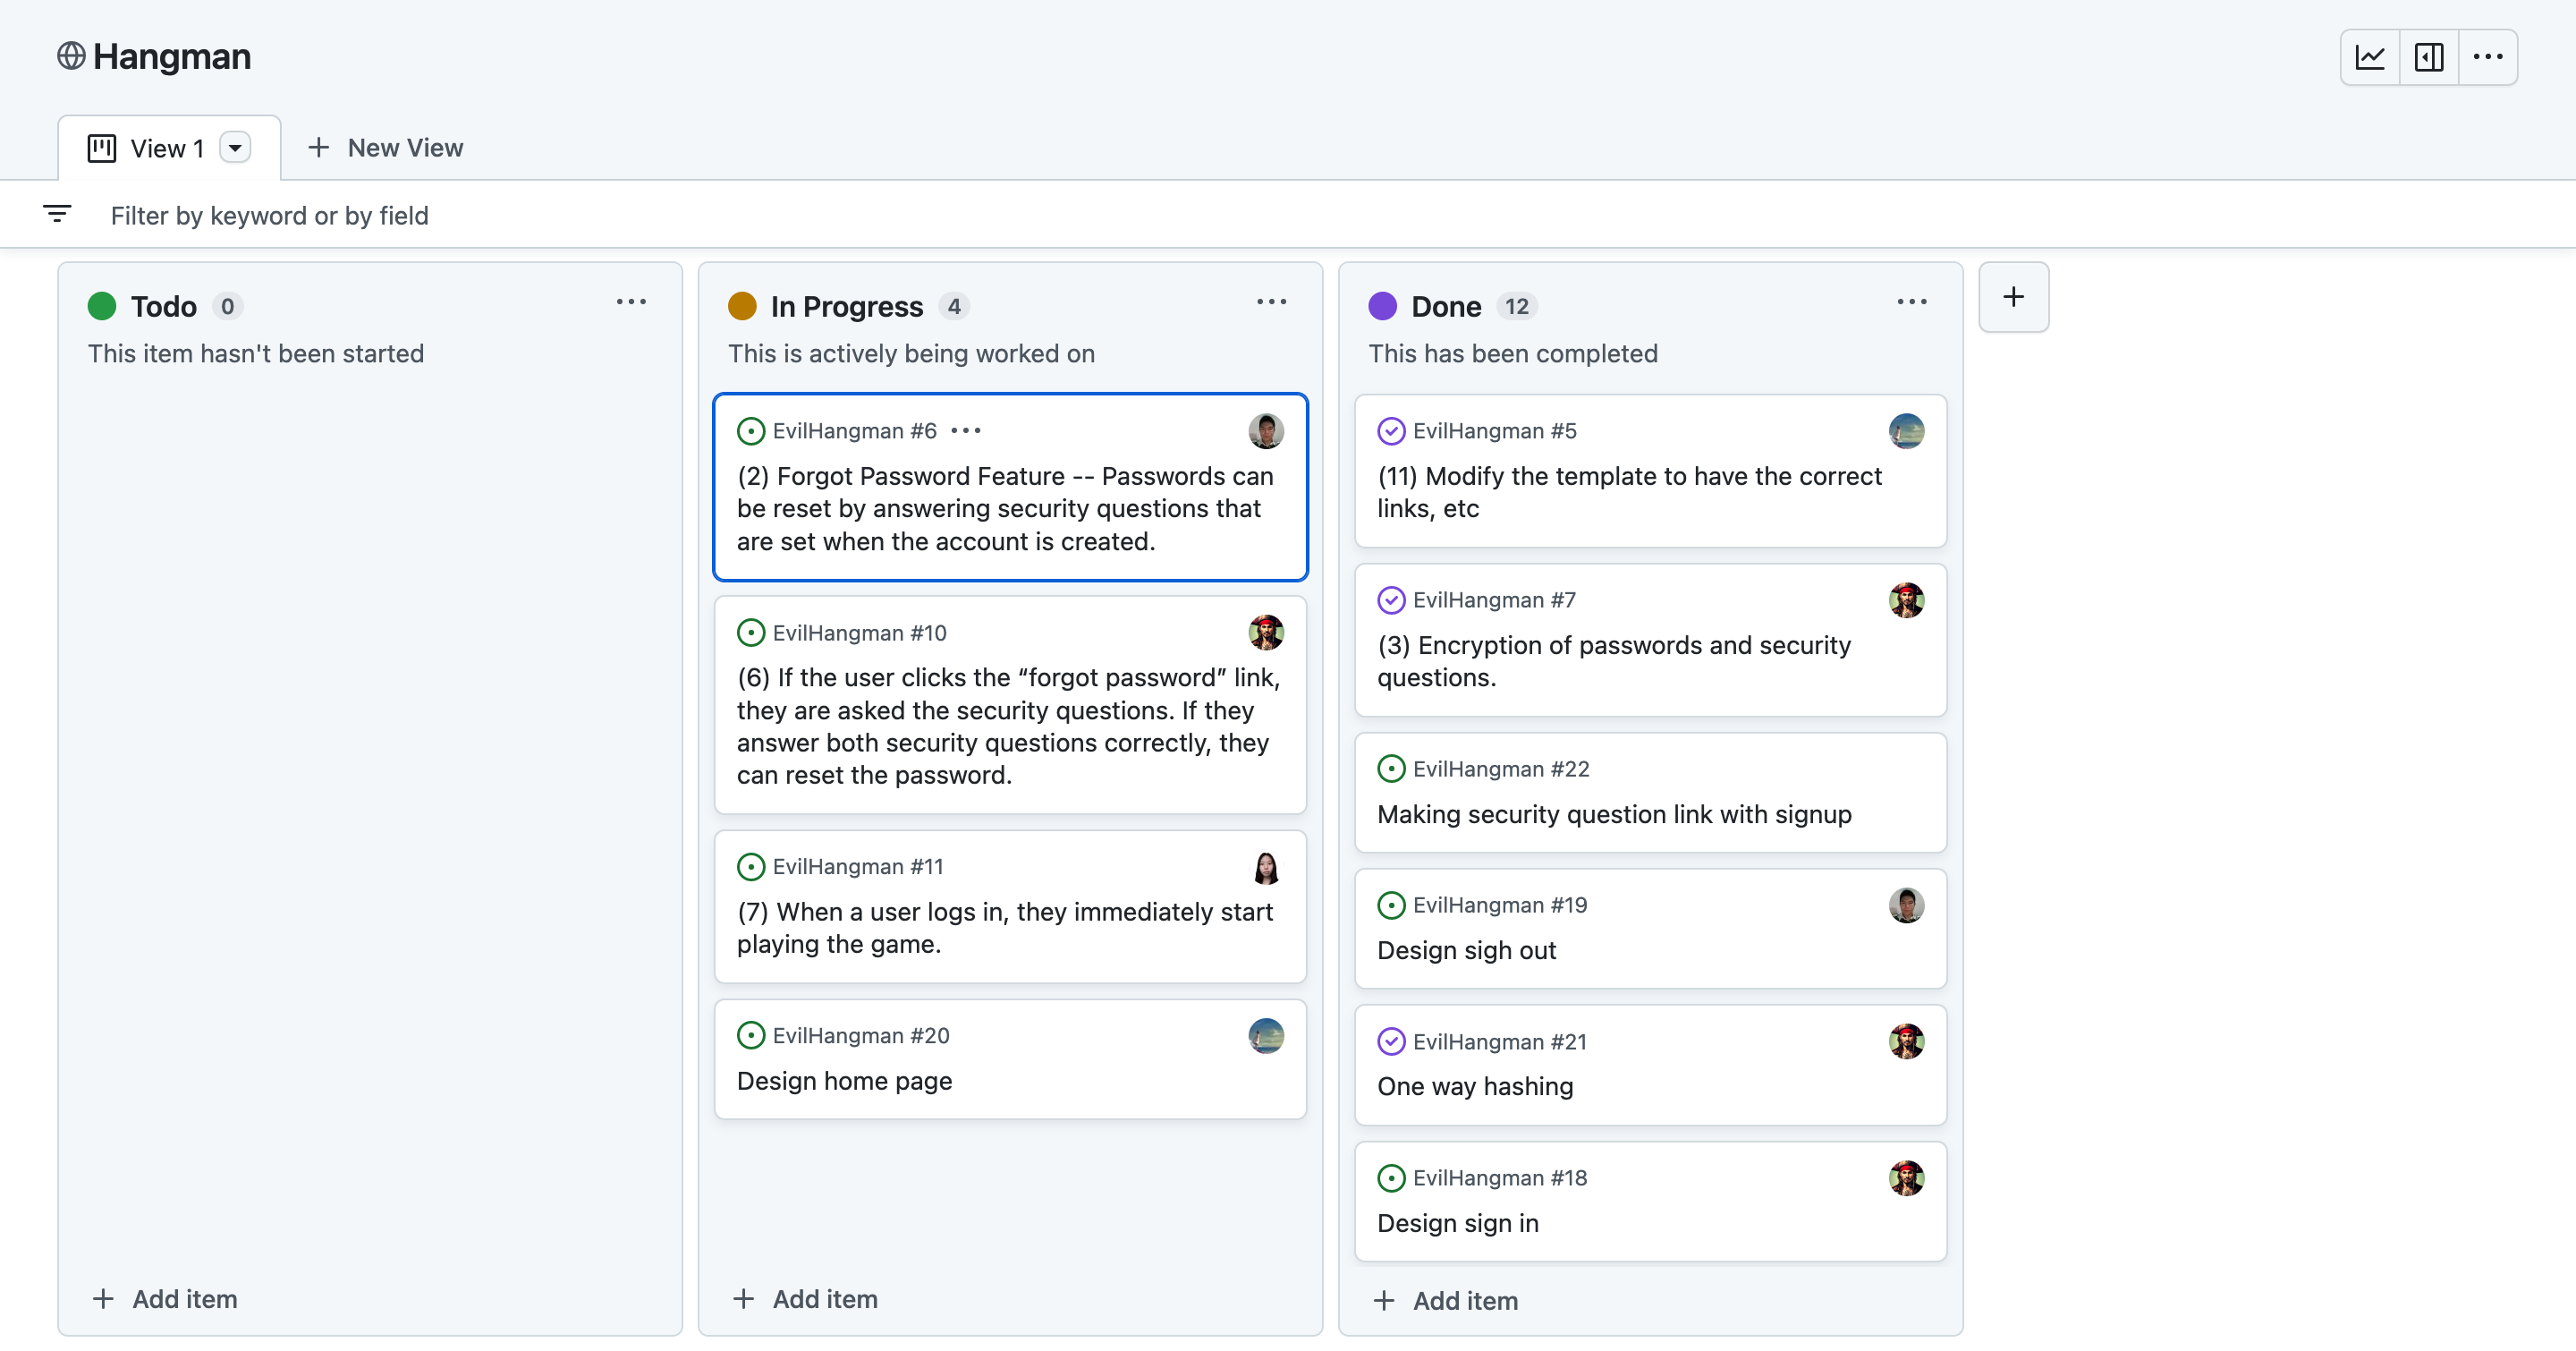 Hangman
View 1
New View
Filter by keyword or by field
Todo 0
This item hasn't been started
Add item
In Progress 4
This is actively being worked on
EvilHangman #6
(2) Forgot Password Feature -- Passwords can
be reset by answering security questions that
are set when the account is created.
EvilHangman #10
(6) If the user clicks the “forgot password” link,
they are asked the security questions. If they
answer both security questions correctly, they
can reset the password.
EvilHangman #11
(7) When a user logs in, they immediately start
playing the game.
EvilHangman #20
Design home page
Add item
Done 12
This has been completed
EvilHangman #5
(11) Modify the template to have the correct
links, etc
EvilHangman #7
(3) Encryption of passwords and security
questions.
EvilHangman #22
Making security question link with signup
EvilHangman #19
Design sigh out
EvilHangman #21
One way hashing
EvilHangman #18
Design sign in
Add item